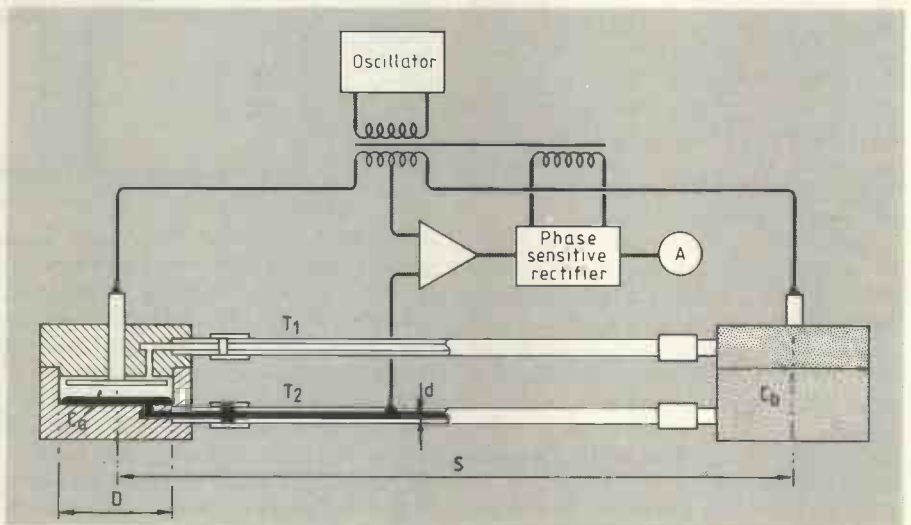 Oscillator
Phase
sensitive
rectifier
A
T1
T2
d
Ca
Cb
S
D